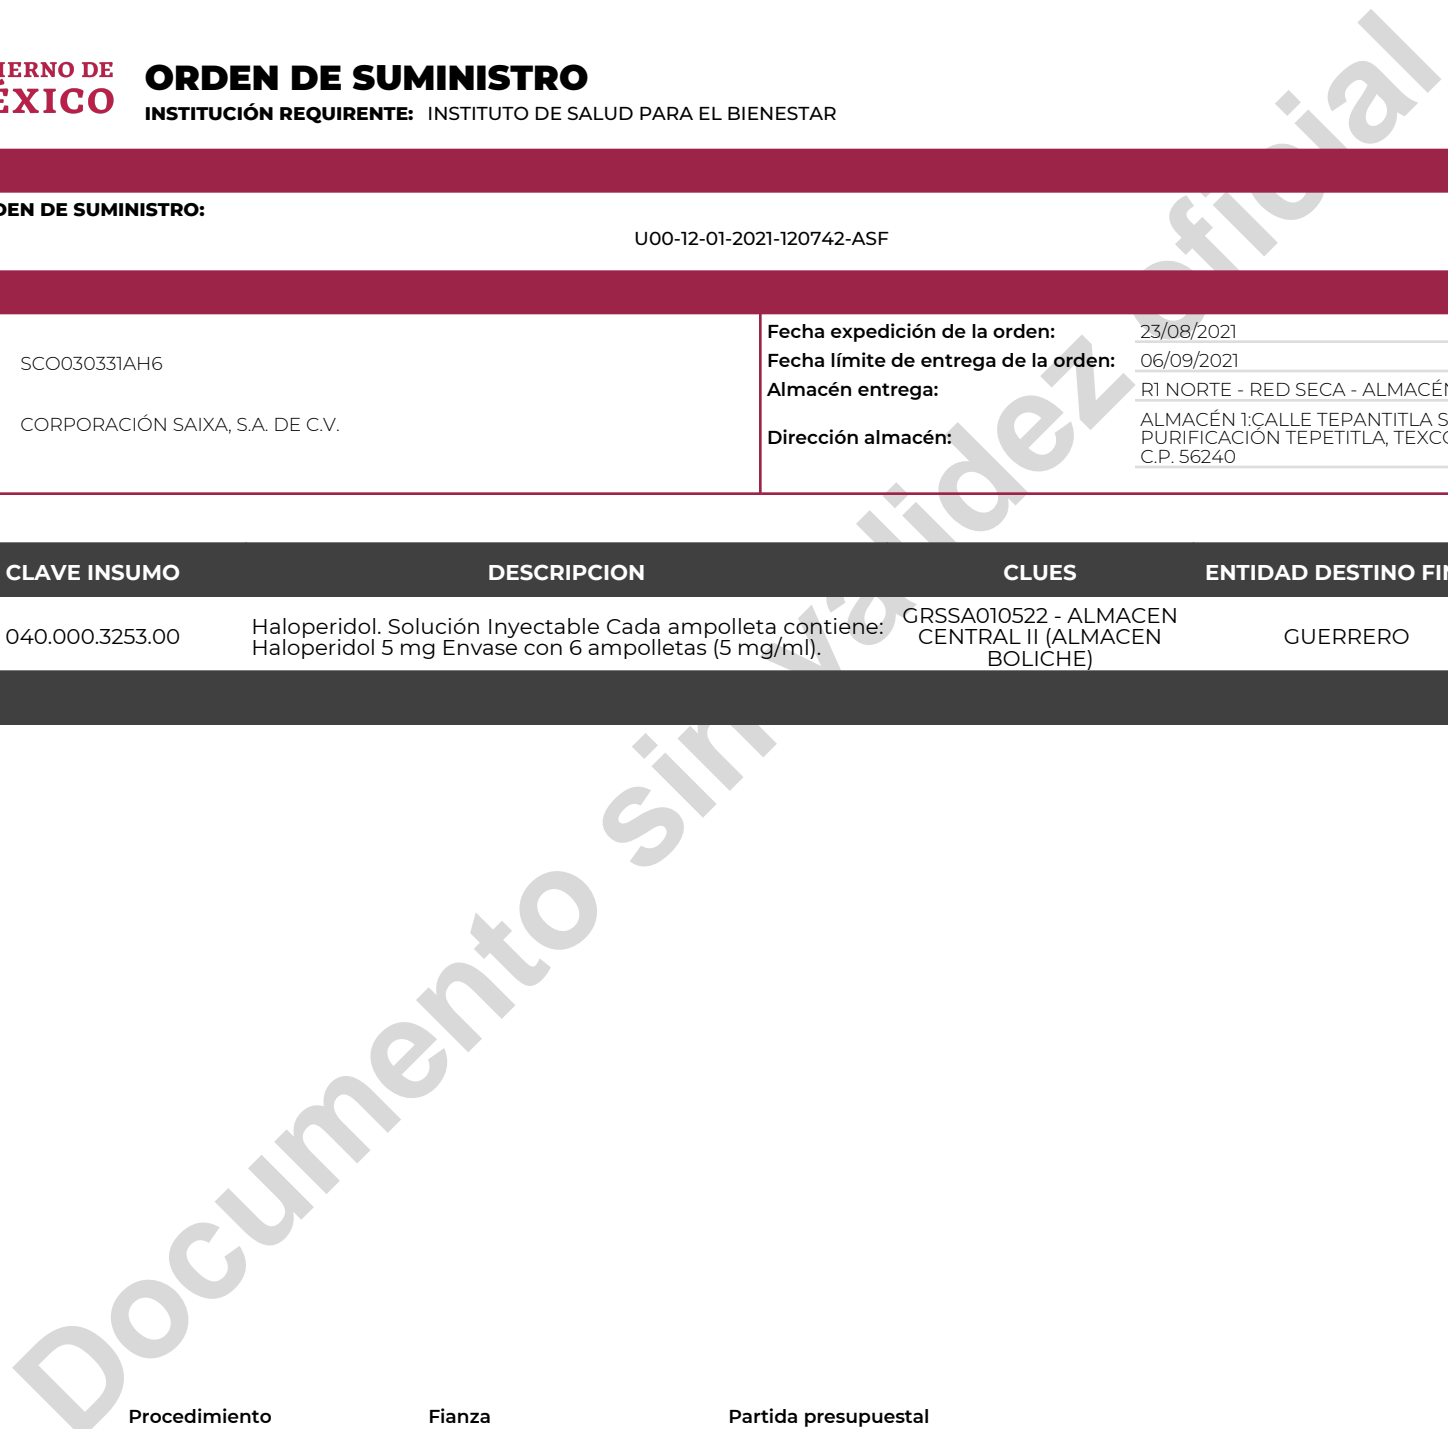 IERNO DE
ÉXICO
ORDEN DE SUMINISTRO
INSTITUCIÓN REQUIRENTE: INSTITUTO DE SALUD PARA EL BIENESTAR
DEN DE SUMINISTRO:
U00-12-01-2021-120742-ASF
SCO030331AH6
CORPORACIÓN SAIXA, S.A. DE C.V.
Fecha expedición de la orden: 23/08/2021
Fecha límite de entrega de la orden: 06/09/2021
Almacén entrega: R1 NORTE - RED SECA - ALMACÉN
Dirección almacén: ALMACÉN 1:CALLE TEPANTITLA S
PURIFICACIÓN TEPETITLA, TEXCO
C.P. 56240
CLAVE INSUMO DESCRIPCION CLUES ENTIDAD DESTINO FIN
040.000.3253.00
Haloperidol. Solución Inyectable Cada ampolleta contiene:
Haloperidol 5 mg Envase con 6 ampolletas (5 mg/ml).
GRSSA010522 - ALMACEN
CENTRAL II (ALMACEN
BOLICHE)
GUERRERO
Documento sin validez oficial
Procedimiento Fianza Partida presupuestal